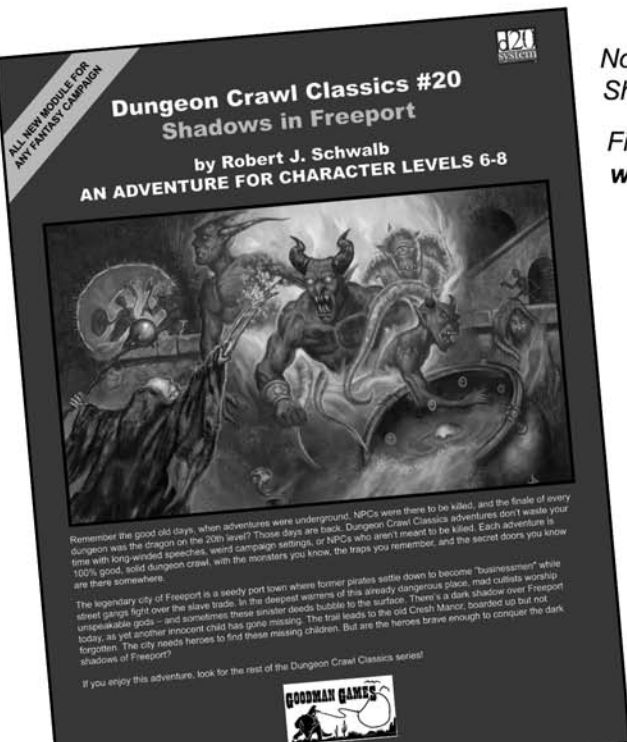 ALL NEW MODULE FOR
ANY FANTASY CAMPAIGN
d20
system
Dungeon Crawl Classics #20
Shadows in Freeport
by Robert J. Schwalb
AN ADVENTURE FOR CHARACTER LEVELS 6-8
Remember the good old days, when adventures were underground, NPCs were there to be killed, and the finale of every
dungeon was the dragon on the 20th level? Those days are back. Dungeon Crawl Classics adventures don't waste your
time with long-winded speeches, weird campaign settings, or NPCs who aren't meant to be killed. Each adventure is
100% good, solid dungeon crawl, with the monsters you know, the traps you remember, and the secret doors you know
are there somewhere.
The legendary city of Freeport is a seedy port town where former pirates settle down to become "businessmen" while
street gangs fight over the slave trade. In the deepest warrens of this already dangerous place, mad cultists worship
unspeakable gods – and sometimes these sinister deeds bubble to the surface. There's a dark shadow over Freeport
today, as yet another innocent child has gone missing. The trail leads to the old Cresh Manor, boarded up but not
forgotten. The city needs heroes to find these missing children. But are the heroes brave enough to conquer the dark
shadows of Freeport?
If you enjoy this adventure, look for the rest of the Dungeon Crawl Classics series!
GOODMAN GAMES